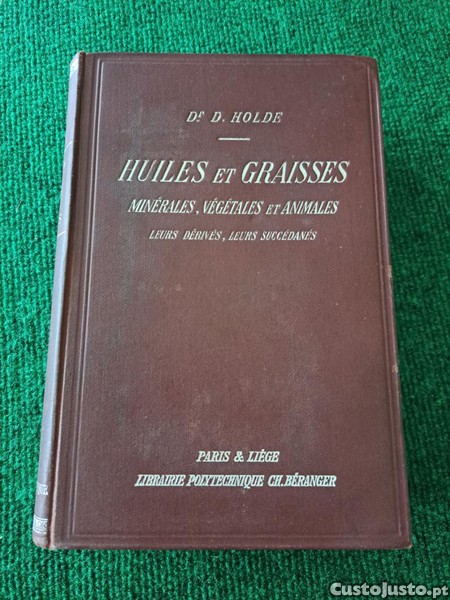 Dr D. HOLDE
HUILES ET GRAISSES
MINÉRALES, VÉGÉTALES ET ANIMALES
LEURS DÉRIVÉS, LEURS SUCCÉDANÉS
PARIS & LIÉGE
LIBRAIRIE POLYTECHNIQUE CH. BÉRANGER
CustoJusto.pt